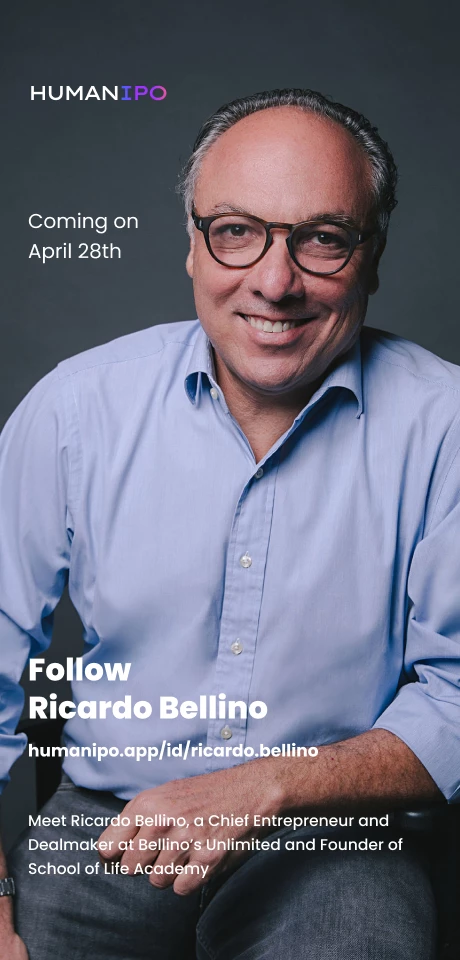 HUMANIPO
Coming on
April 28th
Follow
Ricardo Bellino
humanipo.app/id/ricardo.bellino
Meet Ricardo Bellino, a Chief Entrepreneur and
Dealmaker at Bellino’s Unlimited and Founder of
School of Life Academy